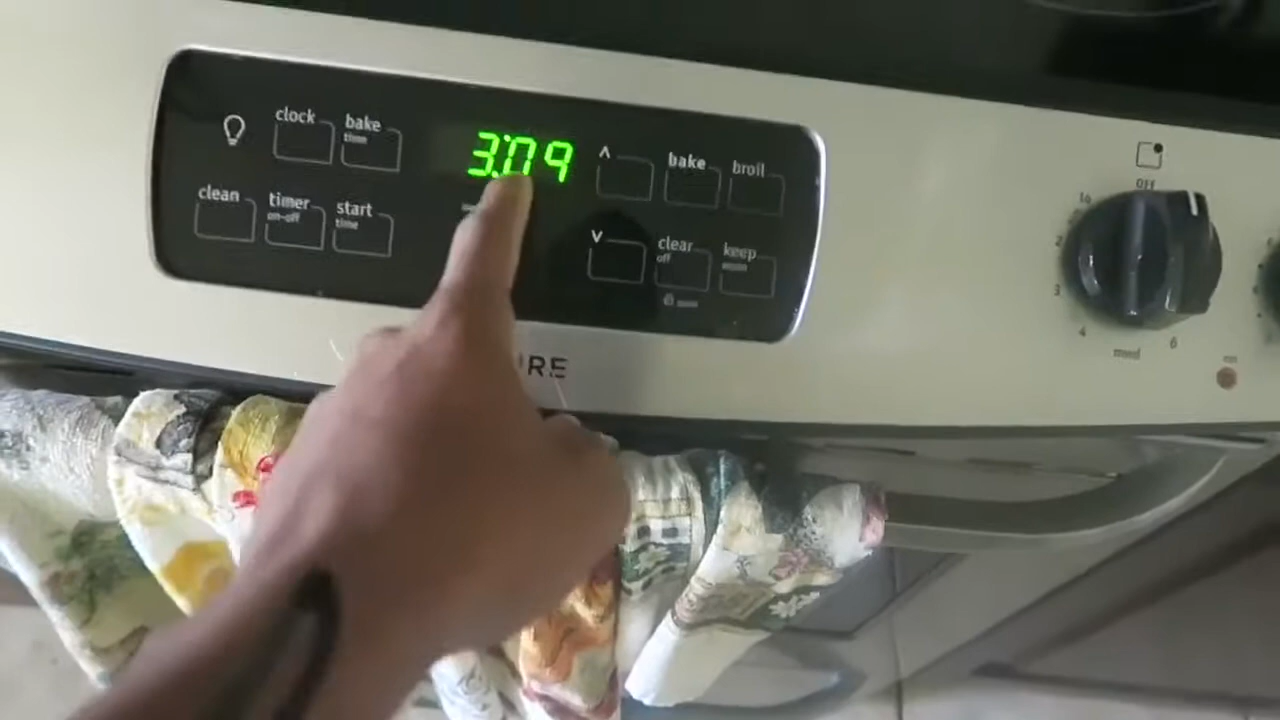 clock
bake
time
3:09
^
bake
broil
clean
timer
on-off
start
time
v
clear
off
keep
OFF
2
3
4
med
6
IRE